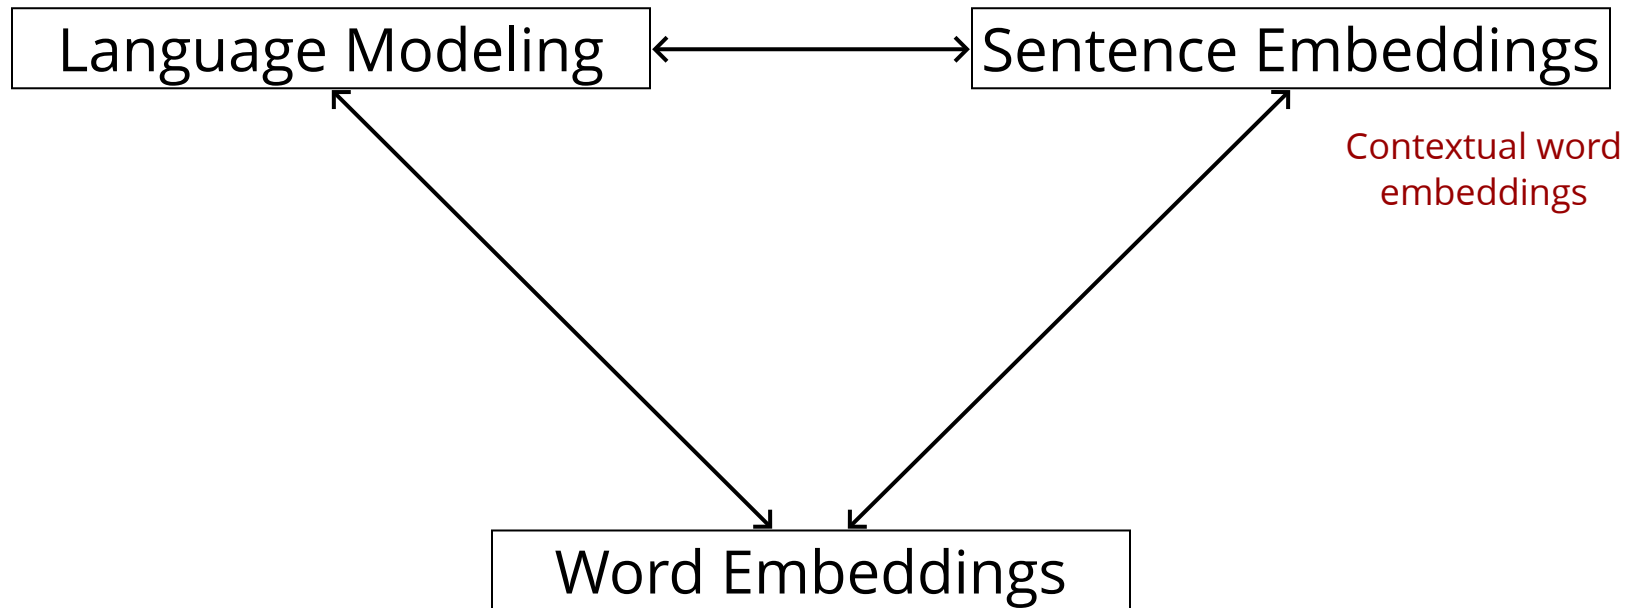 Language Modeling
Sentence Embeddings
Contextual word
embeddings
Word Embeddings